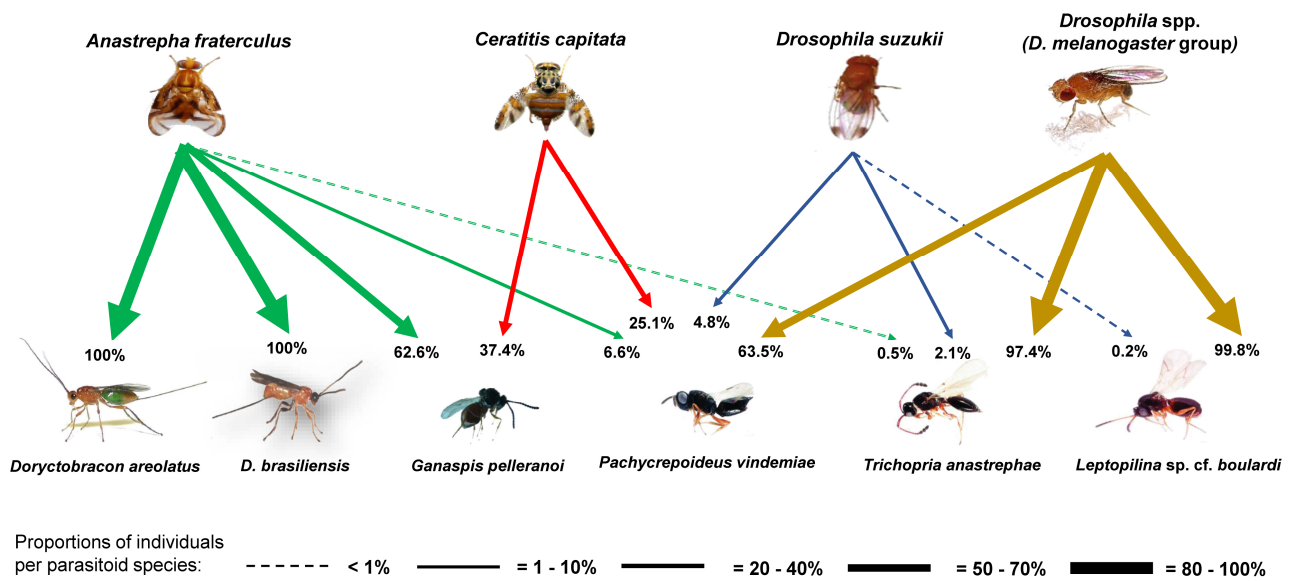 Anastrepha fraterculus
Ceratitis capitata
Drosophila suzukii
Drosophila spp.
(D. melanogaster group)
25.1%
4.8%
100%
100%
62.6%
37.4%
6.6%
63.5%
0.5%
2.1%
97.4%
0.2%
99.8%
Doryctobracon areolatus
D. brasiliensis
Ganaspis pelleranoi
Pachycrepoideus vindemiae
Trichopria anastrephae
Leptopilina sp. cf. boulardi
Proportions of individuals
per parasitoid species:
< 1%
= 1 - 10%
= 20 - 40%
= 50 - 70%
= 80 - 100%